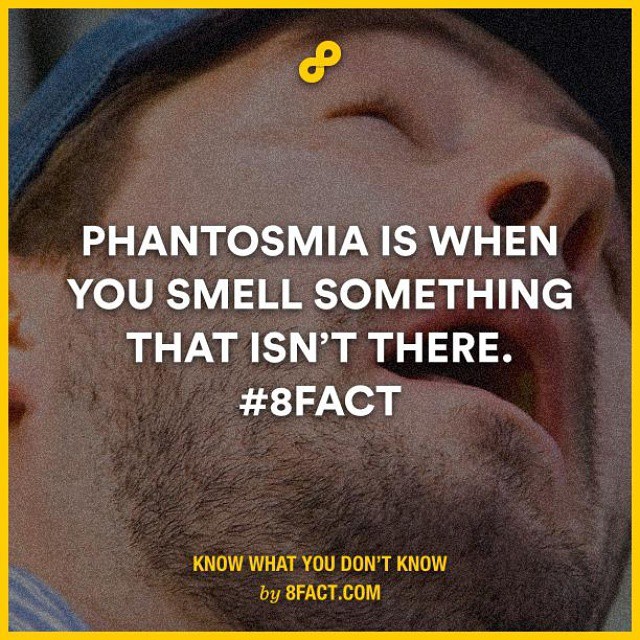 PHANTOSMIA IS WHEN
YOU SMELL SOMETHING
THAT ISN'T THERE.
#8FACT
KNOW WHAT YOU DON'T KNOW
by 8FACT.COM